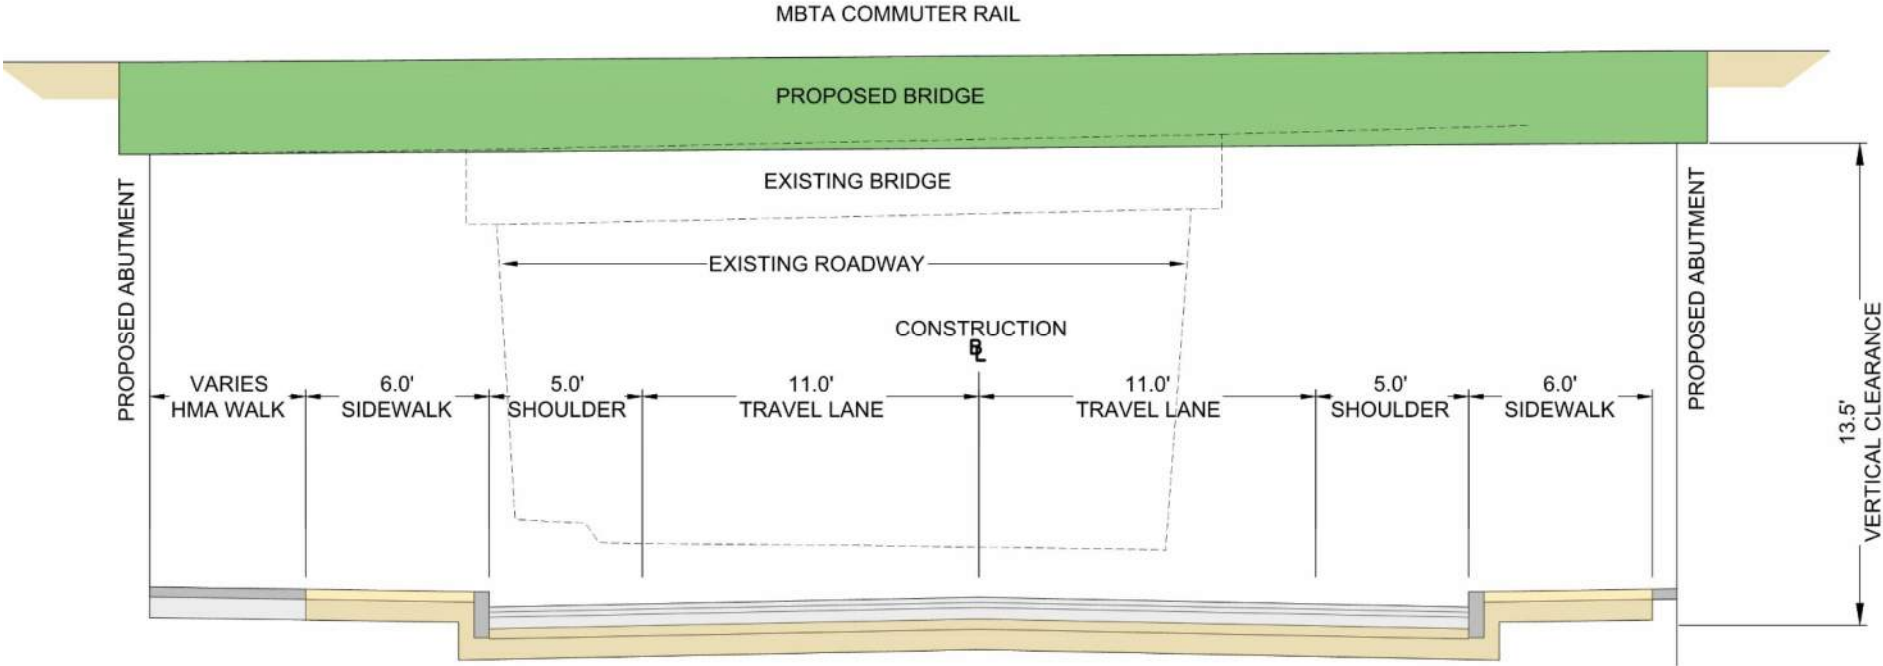 MBTA COMMUTER RAIL
PROPOSED BRIDGE
EXISTING BRIDGE
EXISTING ROADWAY
CONSTRUCTION
BL
PROPOSED ABUTMENT
VARIES
HMA WALK
6.0'
SIDEWALK
5.0'
SHOULDER
11.0'
TRAVEL LANE
11.0'
TRAVEL LANE
5.0'
SHOULDER
6.0'
SIDEWALK
PROPOSED ABUTMENT
13.5'
VERTICAL CLEARANCE